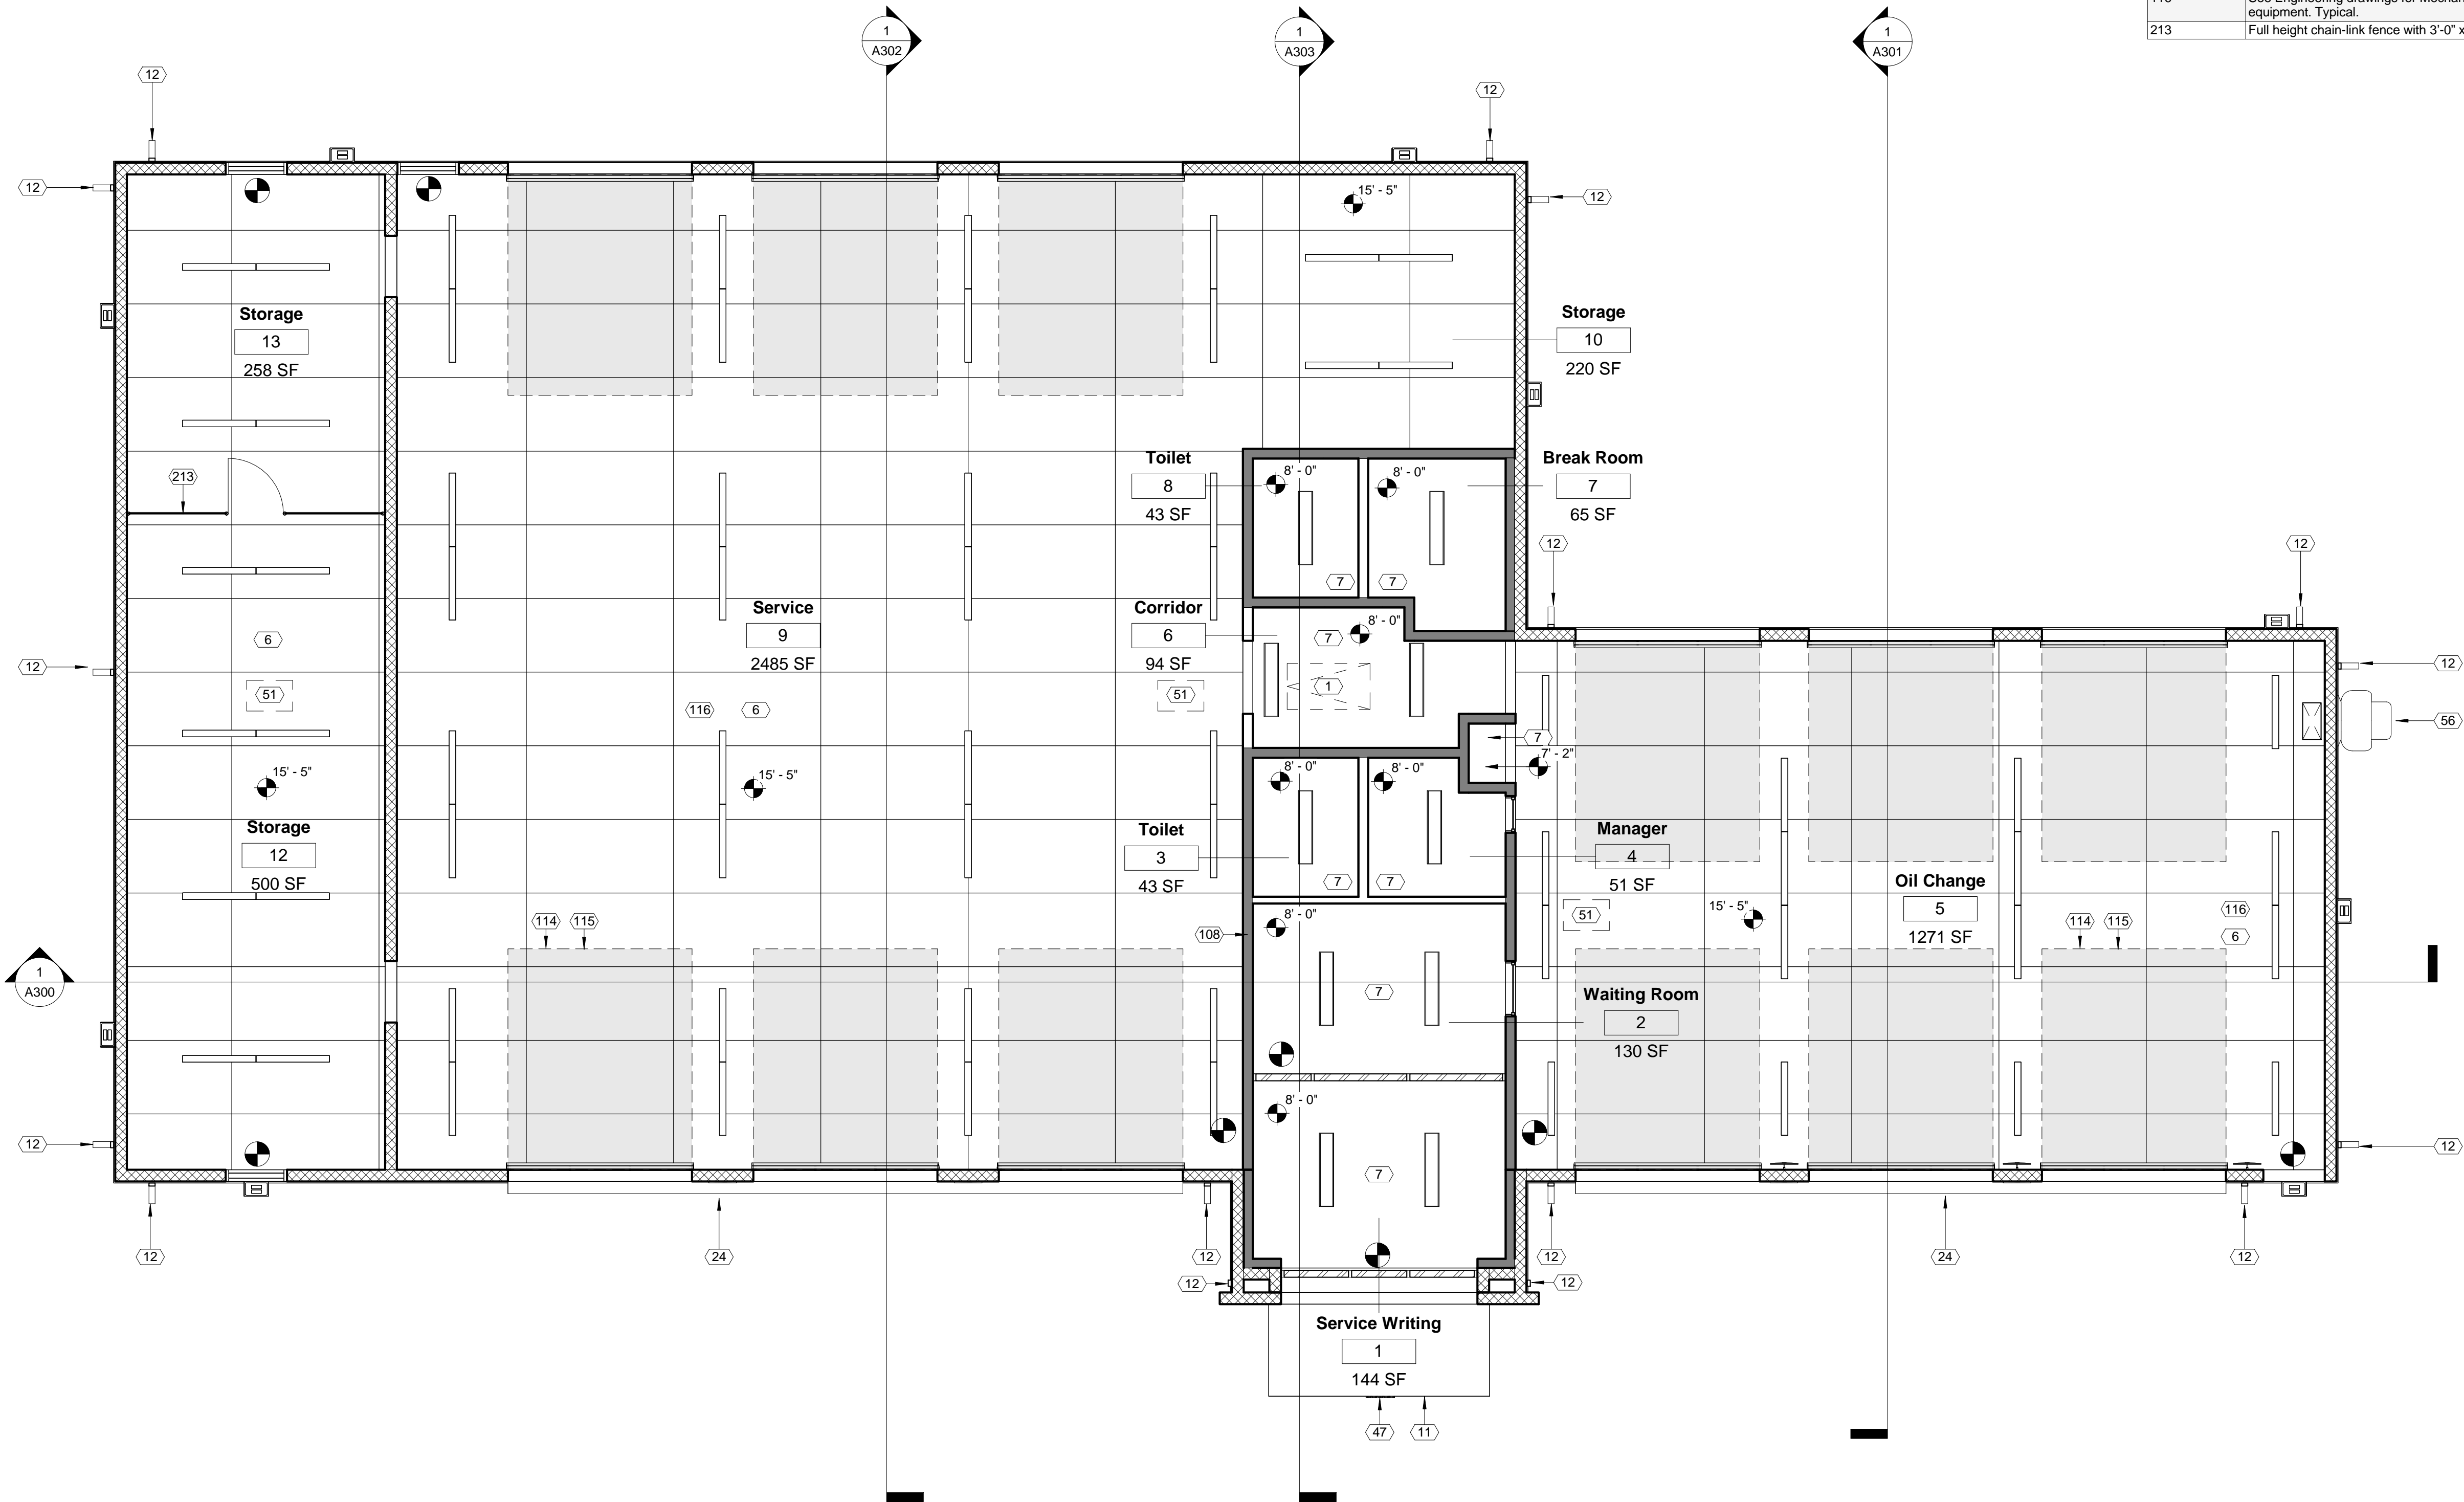 equipment. Typical.
213 Full height chain-link fence with 3'-0" x
1
A302
1
A303
1
A301
12
12
12
12
15' - 5"
Storage
13
258 SF
Storage
10
220 SF
213
Toilet
8
43 SF
8' - 0"
8' - 0"
Break Room
7
65 SF
12
12
7
7
Service
9
2485 SF
Corridor
6
94 SF
8' - 0"
7
6
12
12
51
51
1
116
6
56
7
7' - 2"
15' - 5"
15' - 5"
8' - 0"
8' - 0"
Storage
12
500 SF
Toilet
3
43 SF
Manager
4
51 SF
7
7
Oil Change
5
1271 SF
15' - 5"
51
114
115
108
8' - 0"
114
115
116
6
1
A300
7
Waiting Room
2
130 SF
8' - 0"
12
12
7
12
24
12
12
24
12
12
12
Service Writing
1
144 SF
47
11